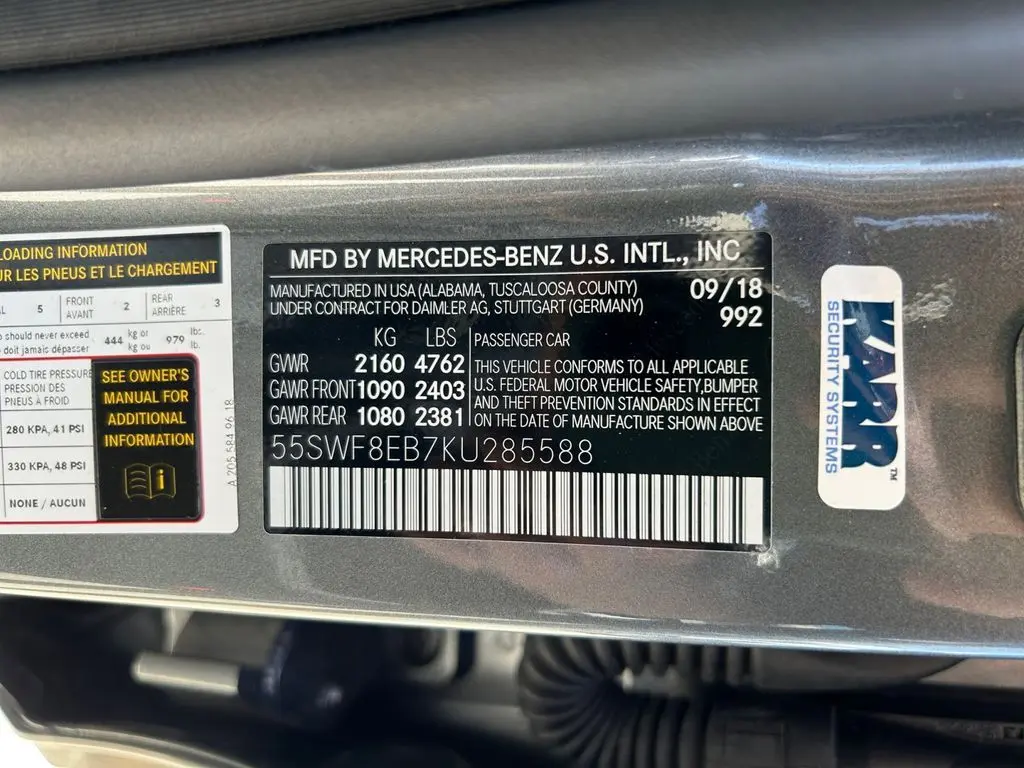 LOADING INFORMATION
UR LES PNEUS ET LE CHARGEMENT
5 FRONT AVANT 2 REAR ARRIÈRE 3
should never exceed 444 kg or 979 lbs.
doit jamais dépasser kg ou lb.
COLD TIRE PRESSURE
PRESSION DES
PNEUS À FROID
280 KPA, 41 PSI
330 KPA, 48 PSI
NONE / AUCUN
SEE OWNER'S
MANUAL FOR
ADDITIONAL
INFORMATION
A 205 584 96 18
MFD BY MERCEDES-BENZ U.S. INTL., INC
MANUFACTURED IN USA (ALABAMA, TUSCALOOSA COUNTY) 09/18
UNDER CONTRACT FOR DAIMLER AG, STUTTGART (GERMANY) 992
KG LBS
GVWR 2160 4762
GAWR FRONT 1090 2403
GAWR REAR 1080 2381
PASSENGER CAR
THIS VEHICLE CONFORMS TO ALL APPLICABLE
U.S. FEDERAL MOTOR VEHICLE SAFETY,BUMPER
AND THEFT PREVENTION STANDARDS IN EFFECT
ON THE DATE OF MANUFACTURE SHOWN ABOVE
55SWF8EB7KU285588
KARR TM
SECURITY SYSTEMS